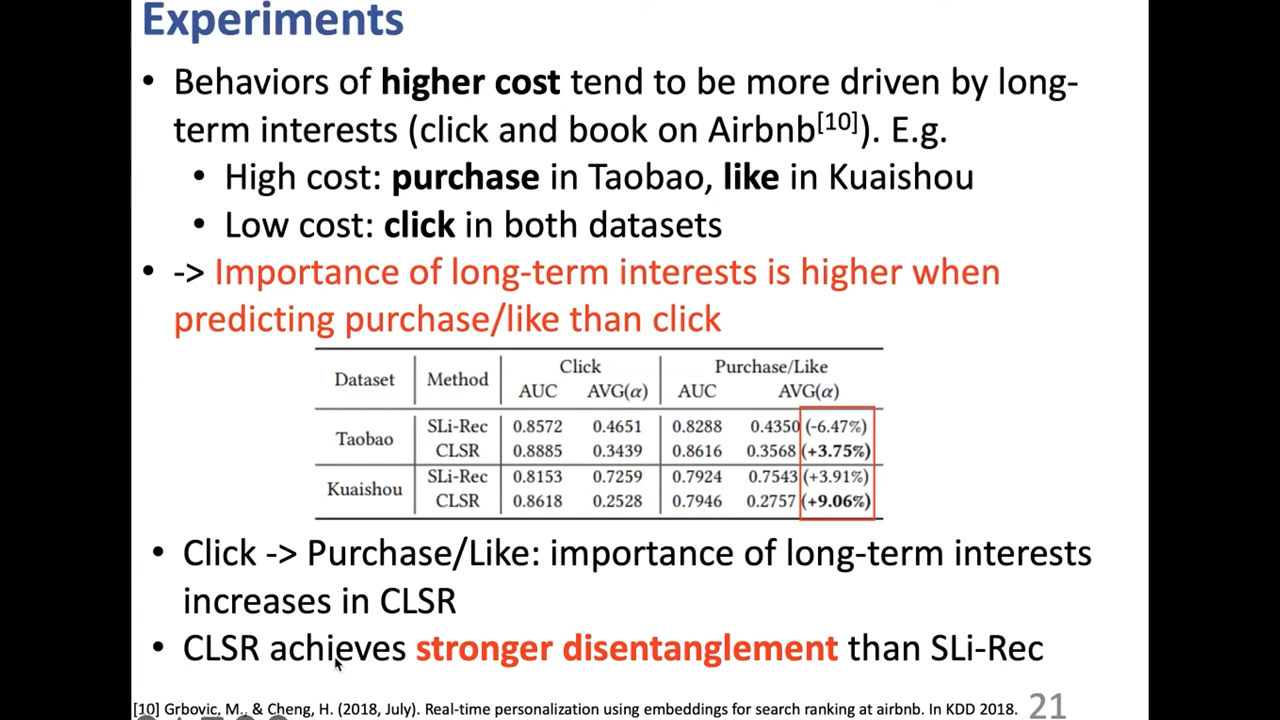 Experiments
• Behaviors of higher cost tend to be more driven by long-
term interests (click and book on Airbnb[10]). E.g.
• High cost: purchase in Taobao, like in Kuaishou
• Low cost: click in both datasets
• -> Importance of long-term interests is higher when
predicting purchase/like than click
Dataset Method Click Purchase/Like
AUC AVG(α) AUC AVG(α)
Taobao SLi-Rec 0.8572 0.4651 0.8288 0.4350 (-6.47%)
CLSR 0.8885 0.3439 0.8616 0.3568 (+3.75%)
Kuaishou SLi-Rec 0.8153 0.7259 0.7924 0.7543 (+3.91%)
CLSR 0.8618 0.2528 0.7946 0.2757 (+9.06%)
• Click -> Purchase/Like: importance of long-term interests
increases in CLSR
• CLSR achieves stronger disentanglement than SLi-Rec
[10] Grbovic, M., & Cheng, H. (2018, July). Real-time personalization using embeddings for search ranking at airbnb. In KDD 2018. 21